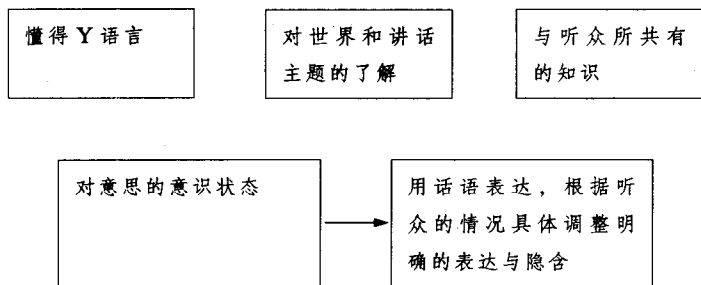 懂得Y语言
对世界和讲话
主题的了解
与听众所共有
的知识
对意思的意识状态
用话语表达，根据听
众的情况具体调整明
确的表达与隐含